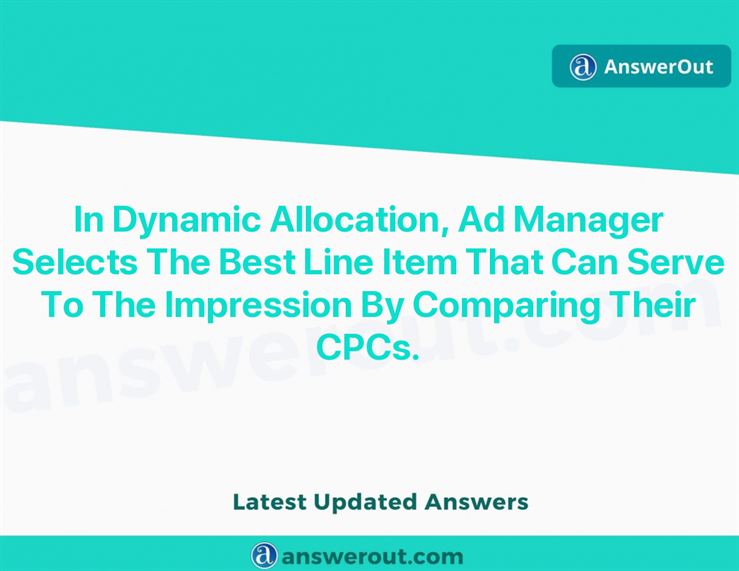 AnswerOut
In Dynamic Allocation, Ad Manager
Selects The Best Line Item That Can Serve
To The Impression By Comparing Their
CPCs.
answerout.com
Latest Updated Answers
answerout.com